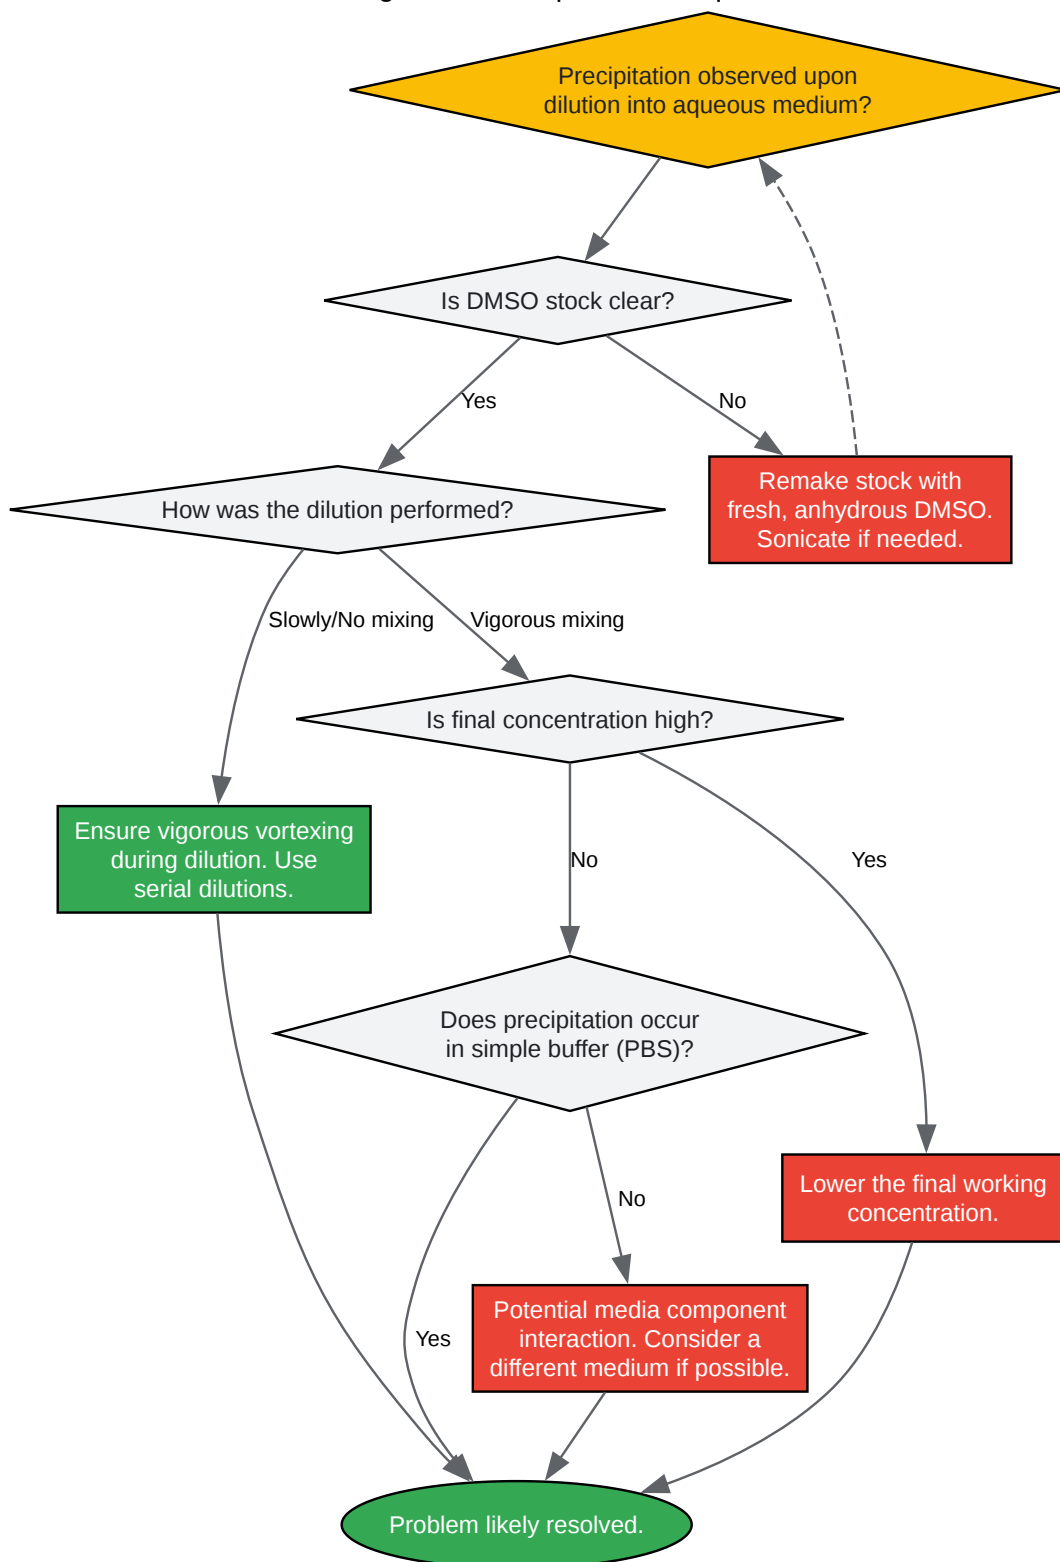 Precipitation observed upon
dilution into aqueous medium?
Is DMSO stock clear?
Yes
No
How was the dilution performed?
Remake stock with
fresh, anhydrous DMSO.
Sonicate if needed.
Slowly/No mixing
Vigorous mixing
Is final concentration high?
Ensure vigorous vortexing
during dilution. Use
serial dilutions.
No
Yes
Does precipitation occur
in simple buffer (PBS)?
No
Lower the final working
concentration.
Potential media component
interaction. Consider a
different medium if possible.
Yes
Problem likely resolved.